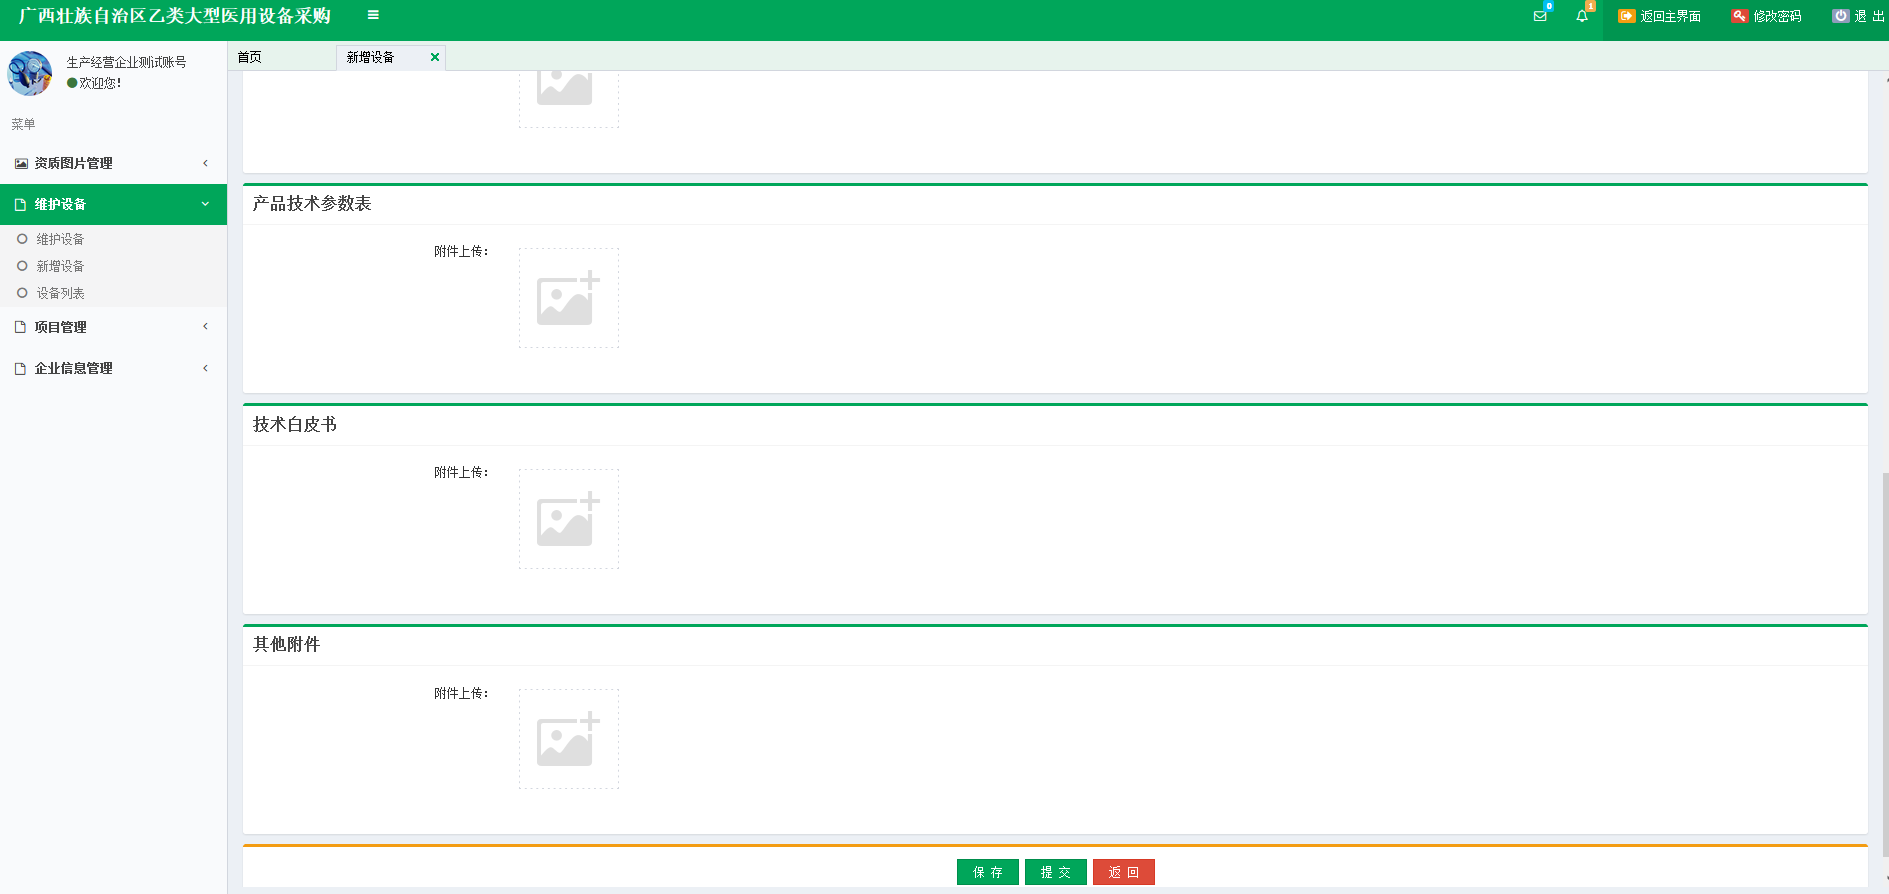 广西壮族自治区乙类大型医用设备采购
0
1
返回主界面
修改密码
退 出
生产经营企业测试账号
欢迎您!
首页
新增设备
菜单
资质图片管理
维护设备
维护设备
新增设备
设备列表
项目管理
企业信息管理
产品技术参数表
附件上传：
技术白皮书
附件上传：
其他附件
附件上传：
保 存
提 交
返 回